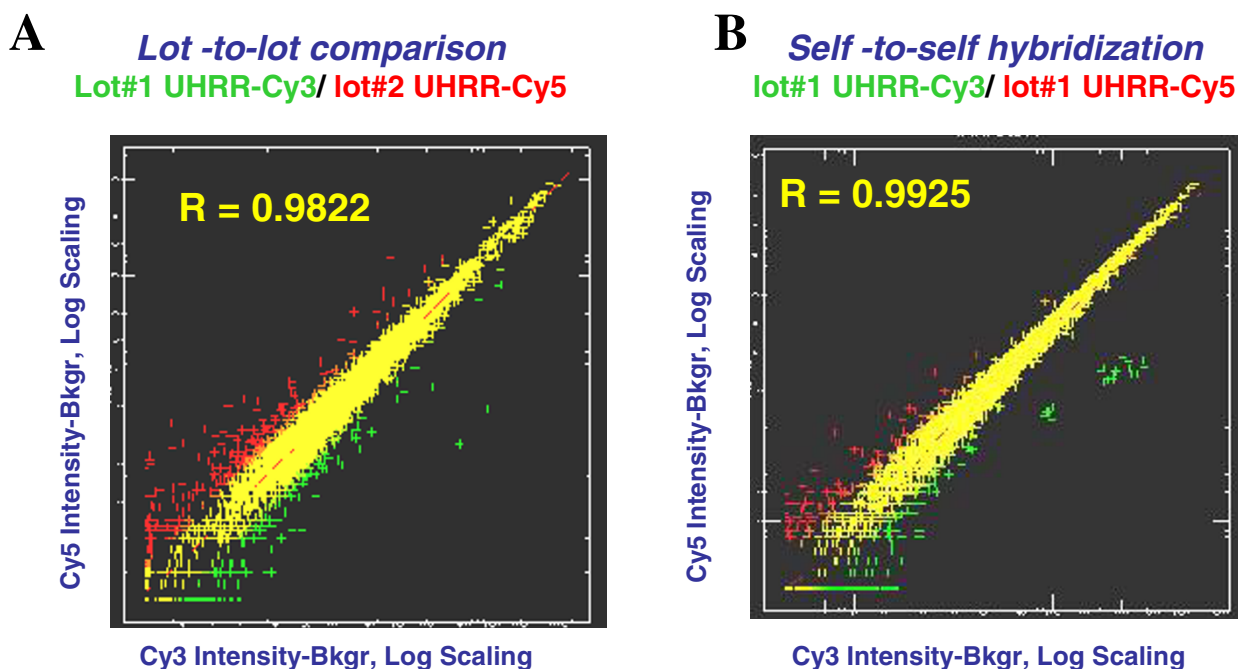 A
Lot -to-lot comparison
Lot#1 UHRR-Cy3/ lot#2 UHRR-Cy5
R = 0.9822
Cy5 Intensity-Bkgr, Log Scaling
Cy3 Intensity-Bkgr, Log Scaling
B
Self -to-self hybridization
lot#1 UHRR-Cy3/ lot#1 UHRR-Cy5
R = 0.9925
Cy5 Intensity-Bkgr, Log Scaling
Cy3 Intensity-Bkgr, Log Scaling